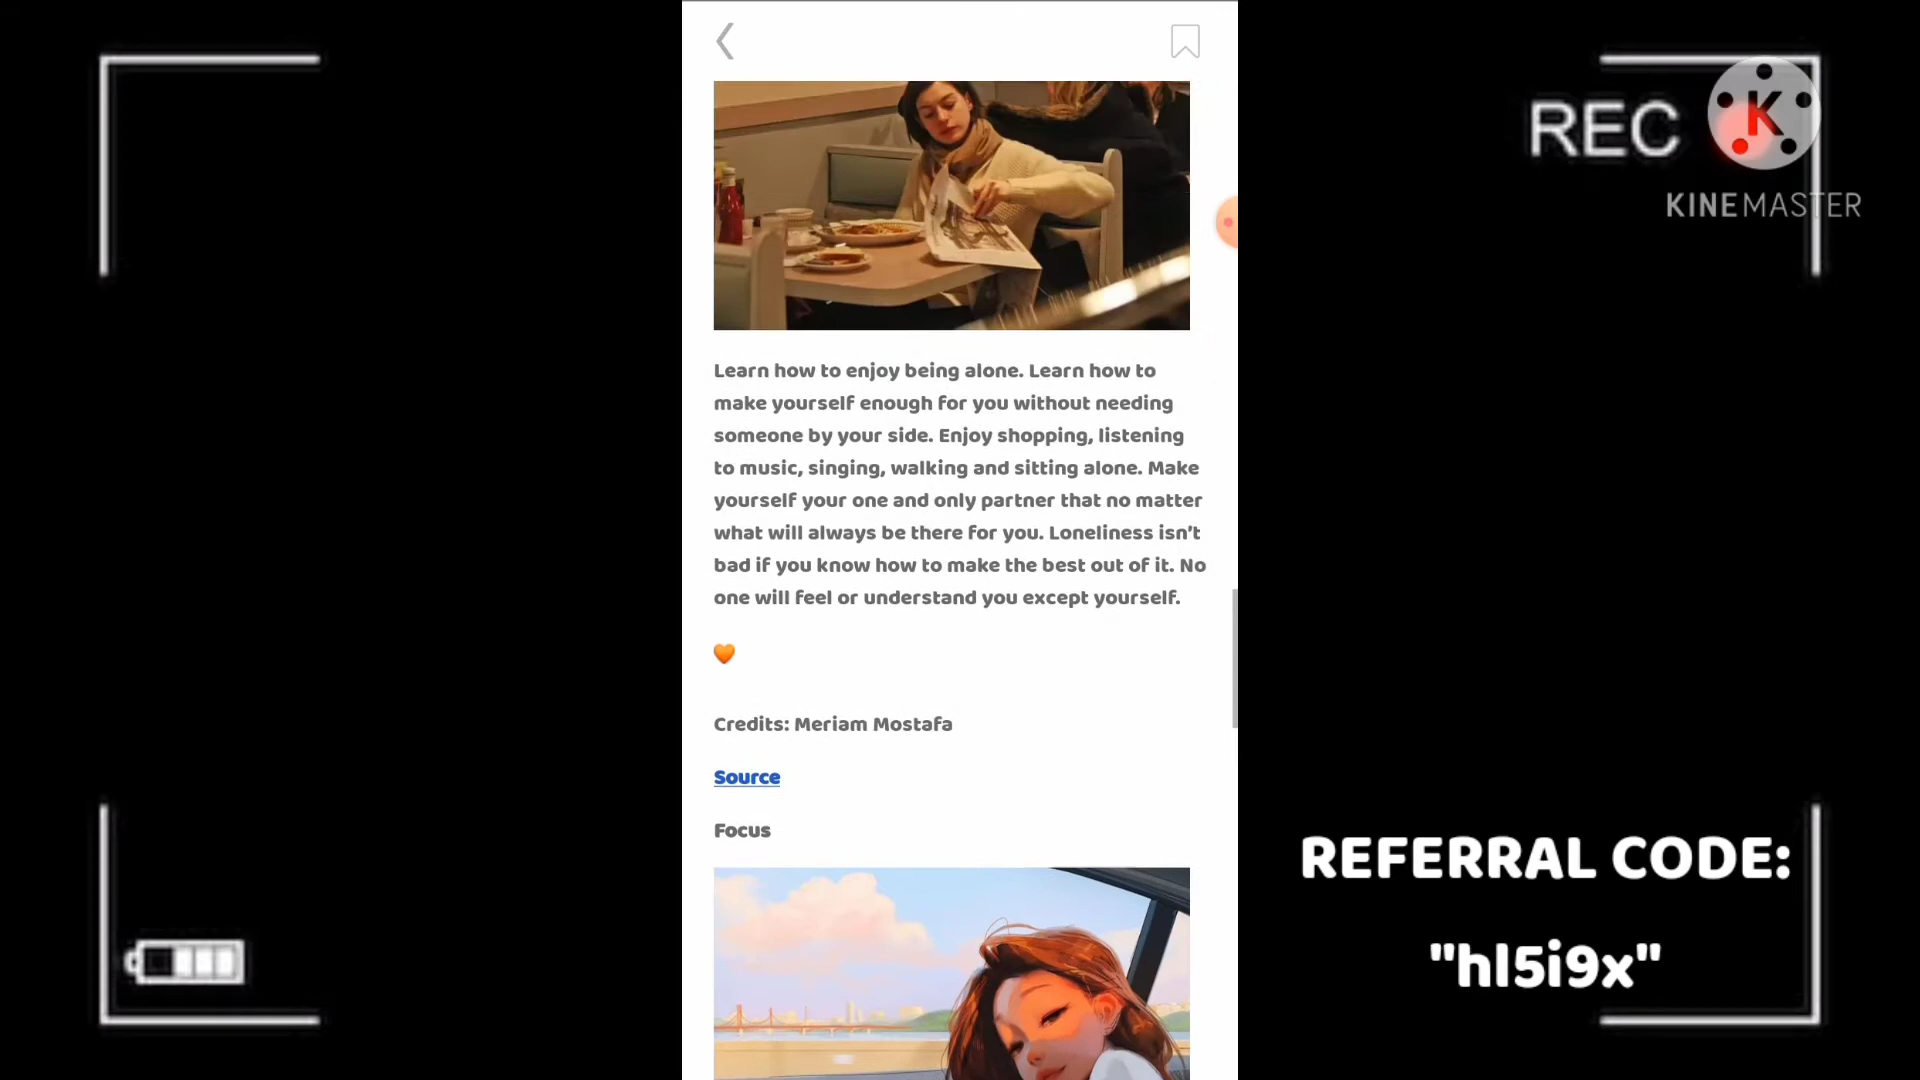 REC
K
KINEMASTER
Learn how to enjoy being alone. Learn how to
make yourself enough for you without needing
someone by your side. Enjoy shopping, listening
to music, singing, walking and sitting alone. Make
yourself your one and only partner that no matter
what will always be there for you. Loneliness isn't
bad if you know how to make the best out of it. No
one will feel or understand you except yourself.
🧡
Credits: Meriam Mostafa
Source
Focus
REFERRAL CODE:
"hl5i9x"